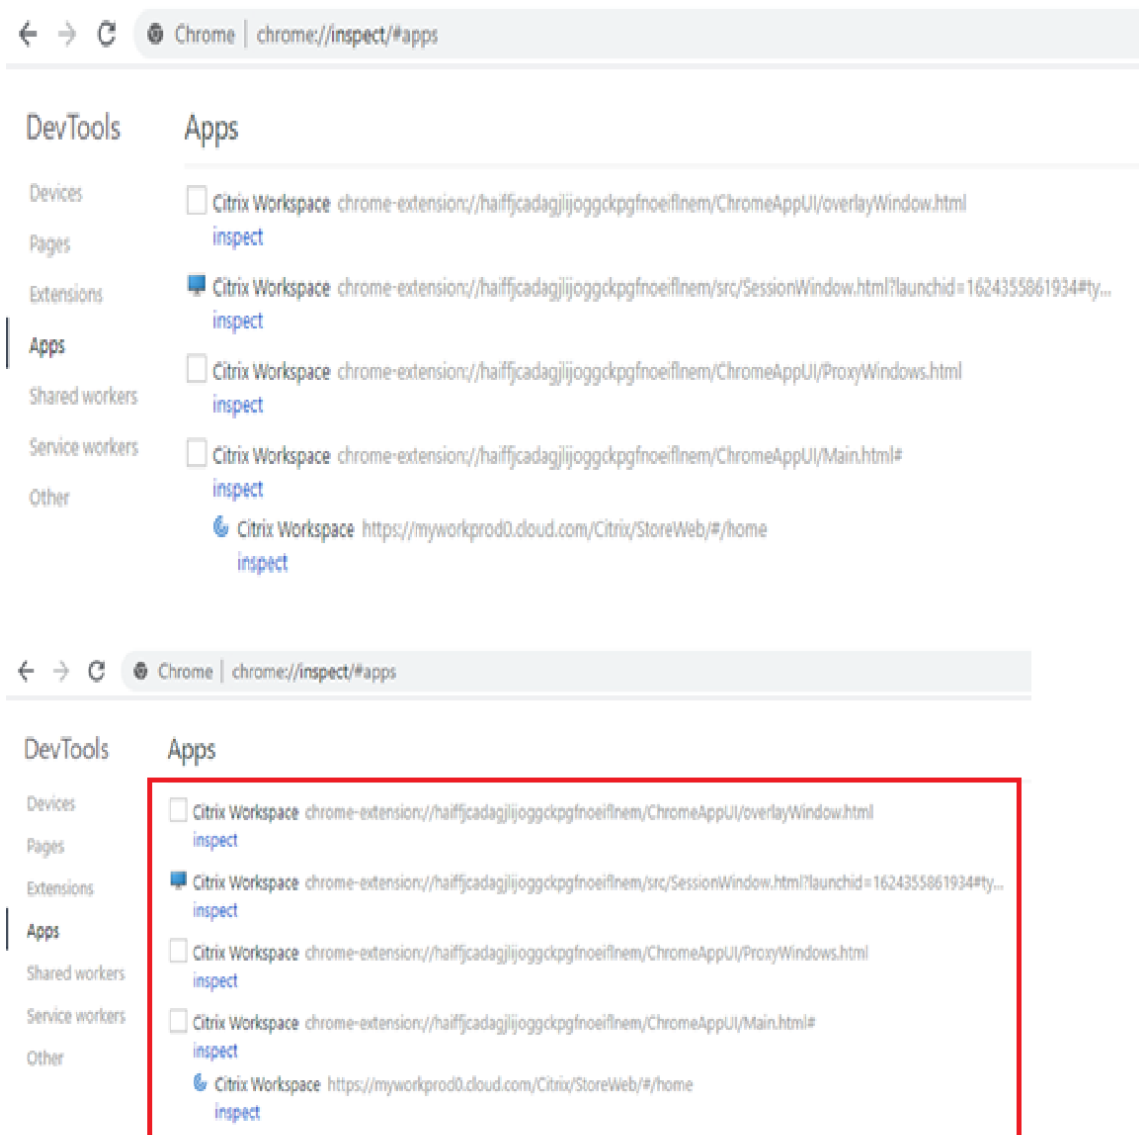 Chrome | chrome://inspect/#apps
DevTools
Apps
Devices
Pages
Extensions
Apps
Shared workers
Service workers
Other
Citrix Workspace chrome-extension://haiffjcadagjlijoggckpgfnoeiflnem/ChromeAppUI/overlayWindow.html
inspect
Citrix Workspace chrome-extension://haiffjcadagjlijoggckpgfnoeiflnem/src/SessionWindow.html?launchid=1624355861934#ty...
inspect
Citrix Workspace chrome-extension://haiffjcadagjlijoggckpgfnoeiflnem/ChromeAppUI/ProxyWindows.html
inspect
Citrix Workspace chrome-extension://haiffjcadagjlijoggckpgfnoeiflnem/ChromeAppUI/Main.html#
inspect
Citrix Workspace https://myworkprod0.cloud.com/Citrix/StoreWeb/#/home
inspect
Chrome | chrome://inspect/#apps
DevTools
Apps
Devices
Pages
Extensions
Apps
Shared workers
Service workers
Other
Citrix Workspace chrome-extension://haiffjcadagjlijoggckpgfnoeiflnem/ChromeAppUI/overlayWindow.html
inspect
Citrix Workspace chrome-extension://haiffjcadagjlijoggckpgfnoeiflnem/src/SessionWindow.html?launchid=1624355861934#ty...
inspect
Citrix Workspace chrome-extension://haiffjcadagjlijoggckpgfnoeiflnem/ChromeAppUI/ProxyWindows.html
inspect
Citrix Workspace chrome-extension://haiffjcadagjlijoggckpgfnoeiflnem/ChromeAppUI/Main.html#
inspect
Citrix Workspace https://myworkprod0.cloud.com/Citrix/StoreWeb/#/home
inspect